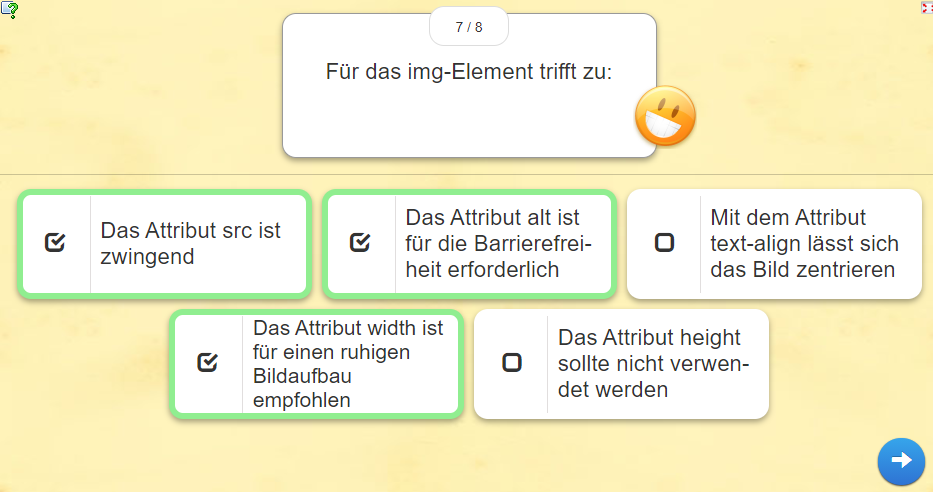 7 / 8
Für das img-Element trifft zu:
Das Attribut src ist
zwingend
Das Attribut alt ist
für die Barrierefrei-
heit erforderlich
Mit dem Attribut
text-align lässt sich
das Bild zentrieren
Das Attribut width ist
für einen ruhigen
Bildaufbau
empfohlen
Das Attribut height
sollte nicht verwen-
det werden